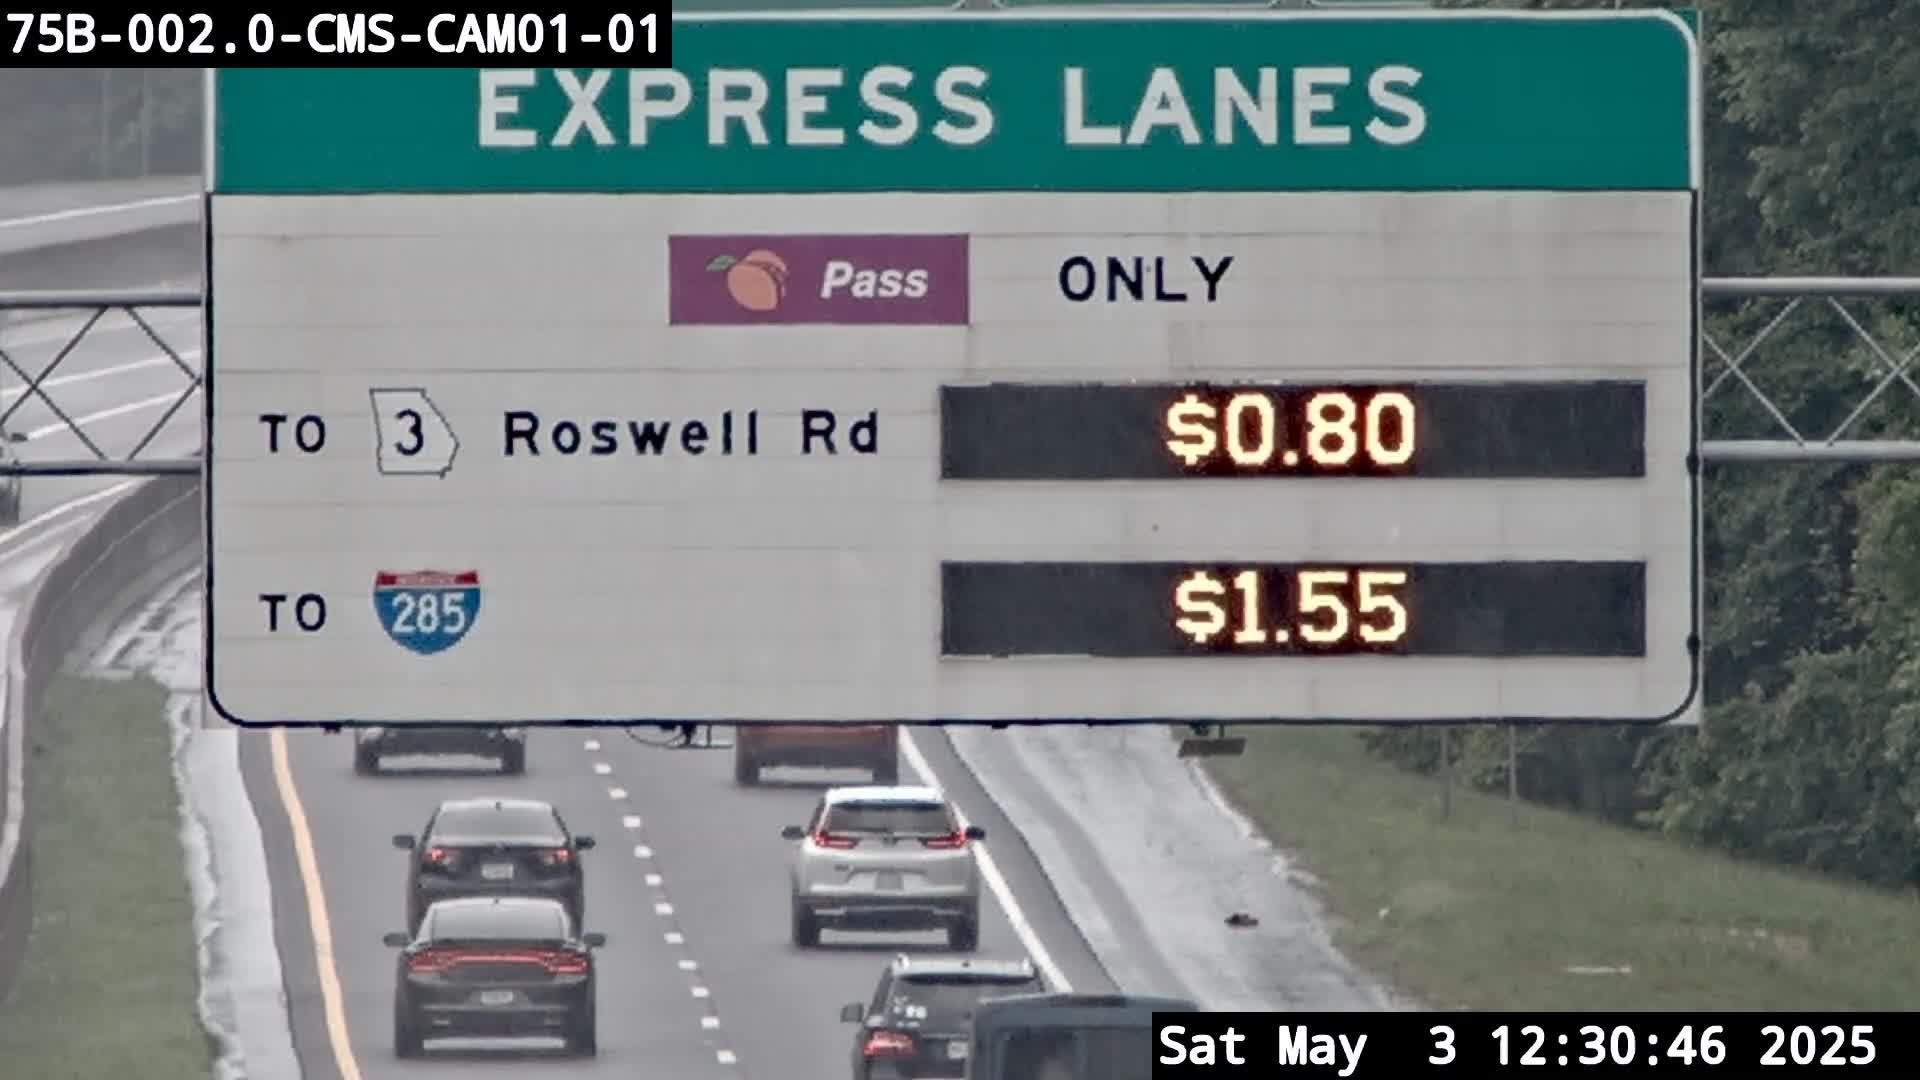 75B-002.0-CMS-CAM01-01
EXPRESS LANES
Pass ONLY
TO 3 Roswell Rd $0.80
TO 285 $1.55
Sat May 3 12:30:46 2025